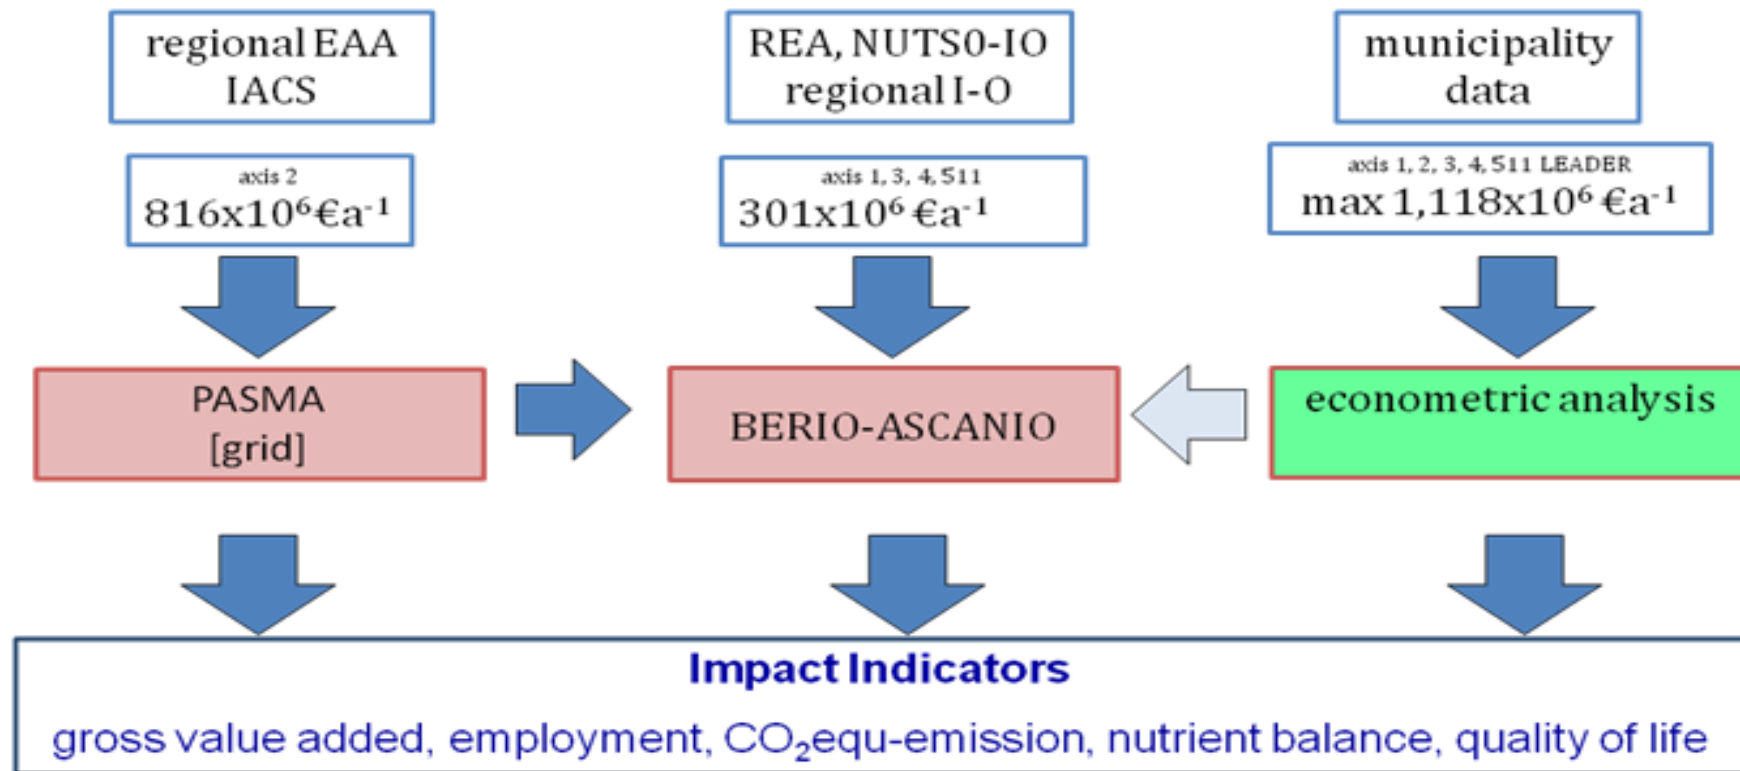 regional EAA
IACS
REA, NUTS0-IO
regional I-O
municipality
data
axis 2
816x10⁶€a⁻¹
axis 1, 3, 4, 511
301x10⁶ €a⁻¹
axis 1, 2, 3, 4, 511 LEADER
max 1,118x10⁶ €a⁻¹
PASMA
[grid]
BERIO-ASCANIO
econometric analysis
Impact Indicators
gross value added, employment, CO₂equ-emission, nutrient balance, quality of life